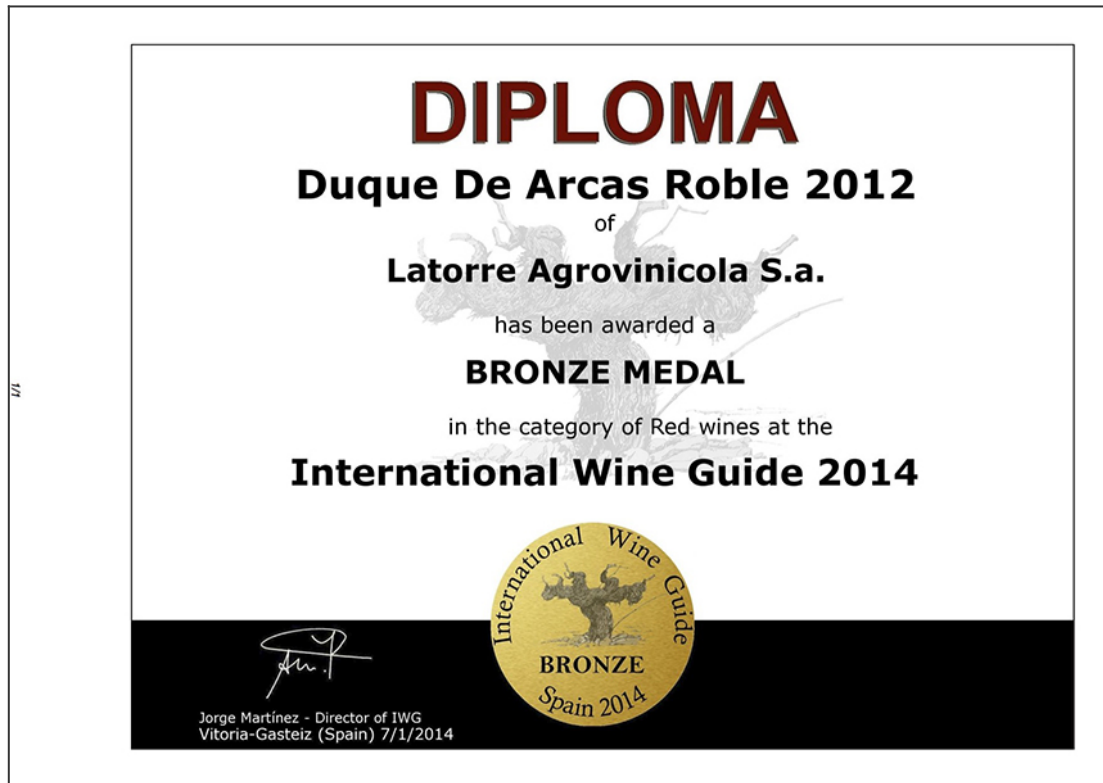 DIPLOMA
Duque De Arcas Roble 2012
of
Latorre Agrovinicola S.a.
has been awarded a
BRONZE MEDAL
in the category of Red wines at the
International Wine Guide 2014
International Wine Guide
BRONZE
Spain 2014
Jorge Martínez - Director of IWG
Vitoria-Gasteiz (Spain) 7/1/2014
1/1